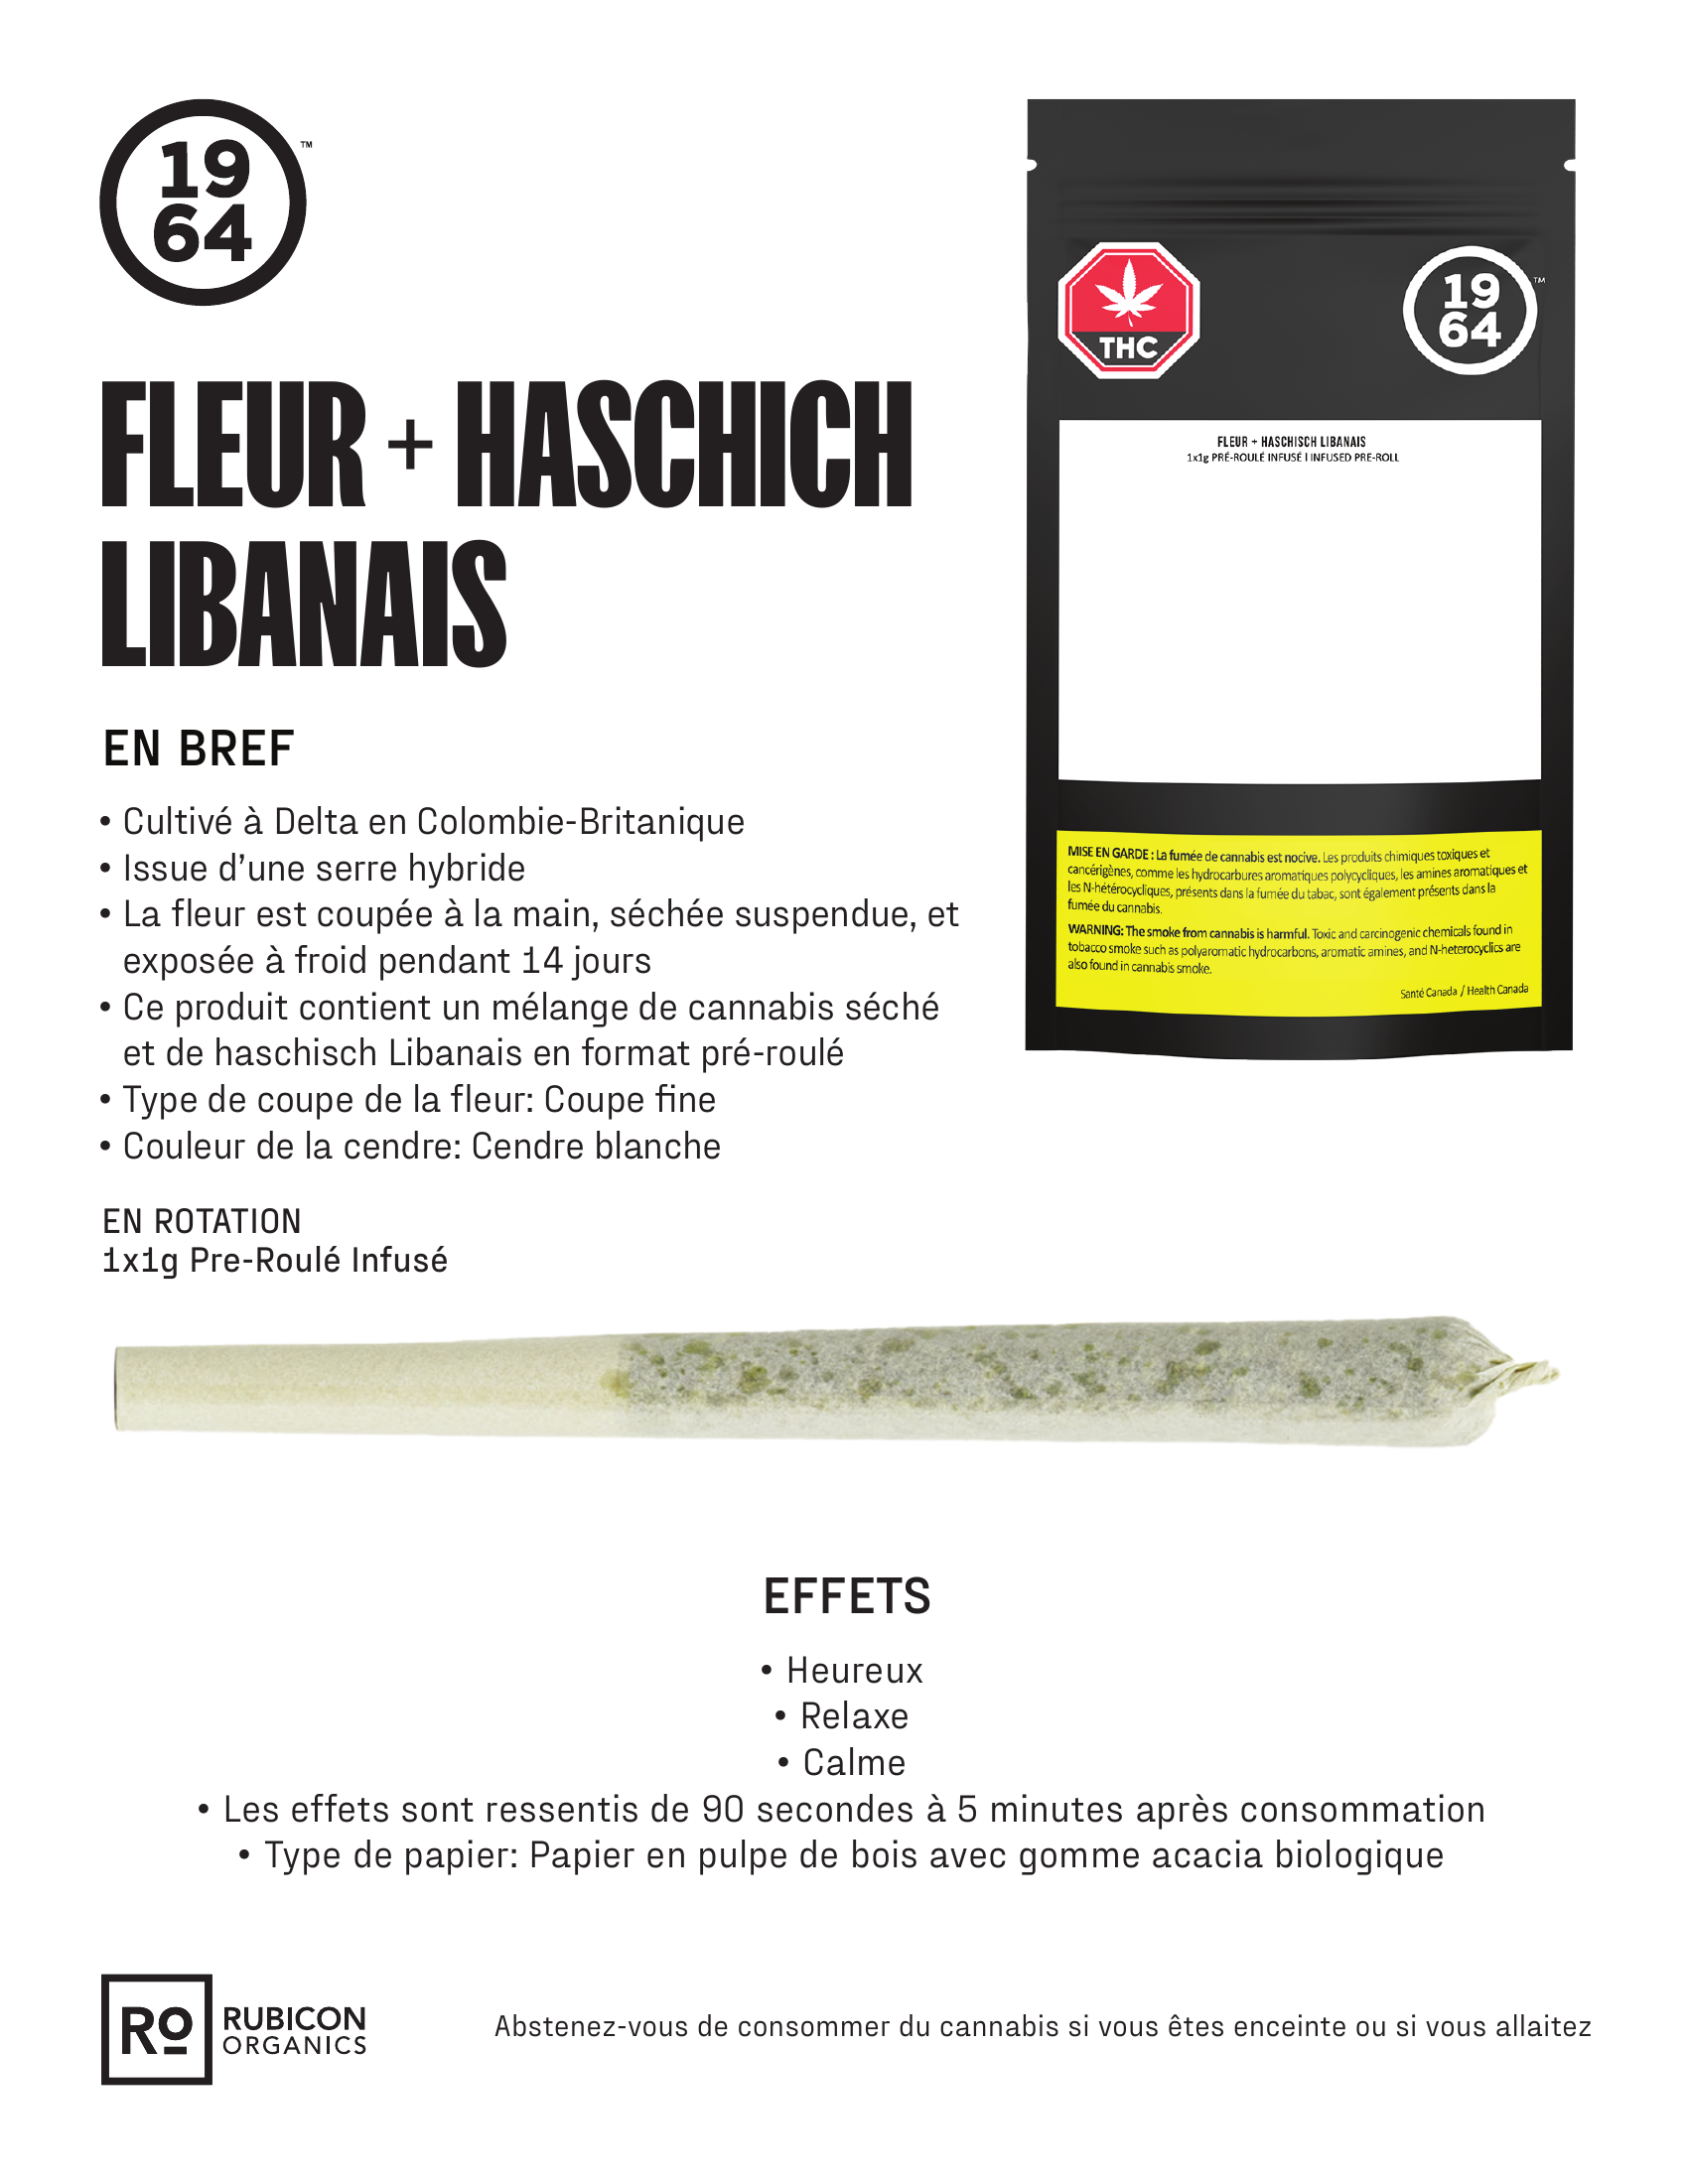 19
64
™
FLEUR + HASCHICH
LIBANAIS
EN BREF
• Cultivé à Delta en Colombie-Britanique
• Issue d’une serre hybride
• La fleur est coupée à la main, séchée suspendue, et
exposée à froid pendant 14 jours
• Ce produit contient un mélange de cannabis séché
et de haschisch Libanais en format pré-roulé
• Type de coupe de la fleur: Coupe fine
• Couleur de la cendre: Cendre blanche
EN ROTATION
1x1g Pre-Roulé Infusé
THC
19
64
™
FLEUR + HASCHISCH LIBANAIS
1x1g PRÉ-ROULÉ INFUSÉ I INFUSED PRE-ROLL
MISE EN GARDE : La fumée de cannabis est nocive. Les produits chimiques toxiques et
cancérigènes, comme les hydrocarbures aromatiques polycycliques, les amines aromatiques et
les N-hétérocycliques, présents dans la fumée du tabac, sont également présents dans la
fumée du cannabis.
WARNING: The smoke from cannabis is harmful. Toxic and carcinogenic chemicals found in
tobacco smoke such as polyaromatic hydrocarbons, aromatic amines, and N-heterocyclics are
also found in cannabis smoke.
Santé Canada / Health Canada
EFFETS
• Heureux
• Relaxe
• Calme
• Les effets sont ressentis de 90 secondes à 5 minutes après consommation
• Type de papier: Papier en pulpe de bois avec gomme acacia biologique
Ro
RUBICON
ORGANICS
Abstenez-vous de consommer du cannabis si vous êtes enceinte ou si vous allaitez